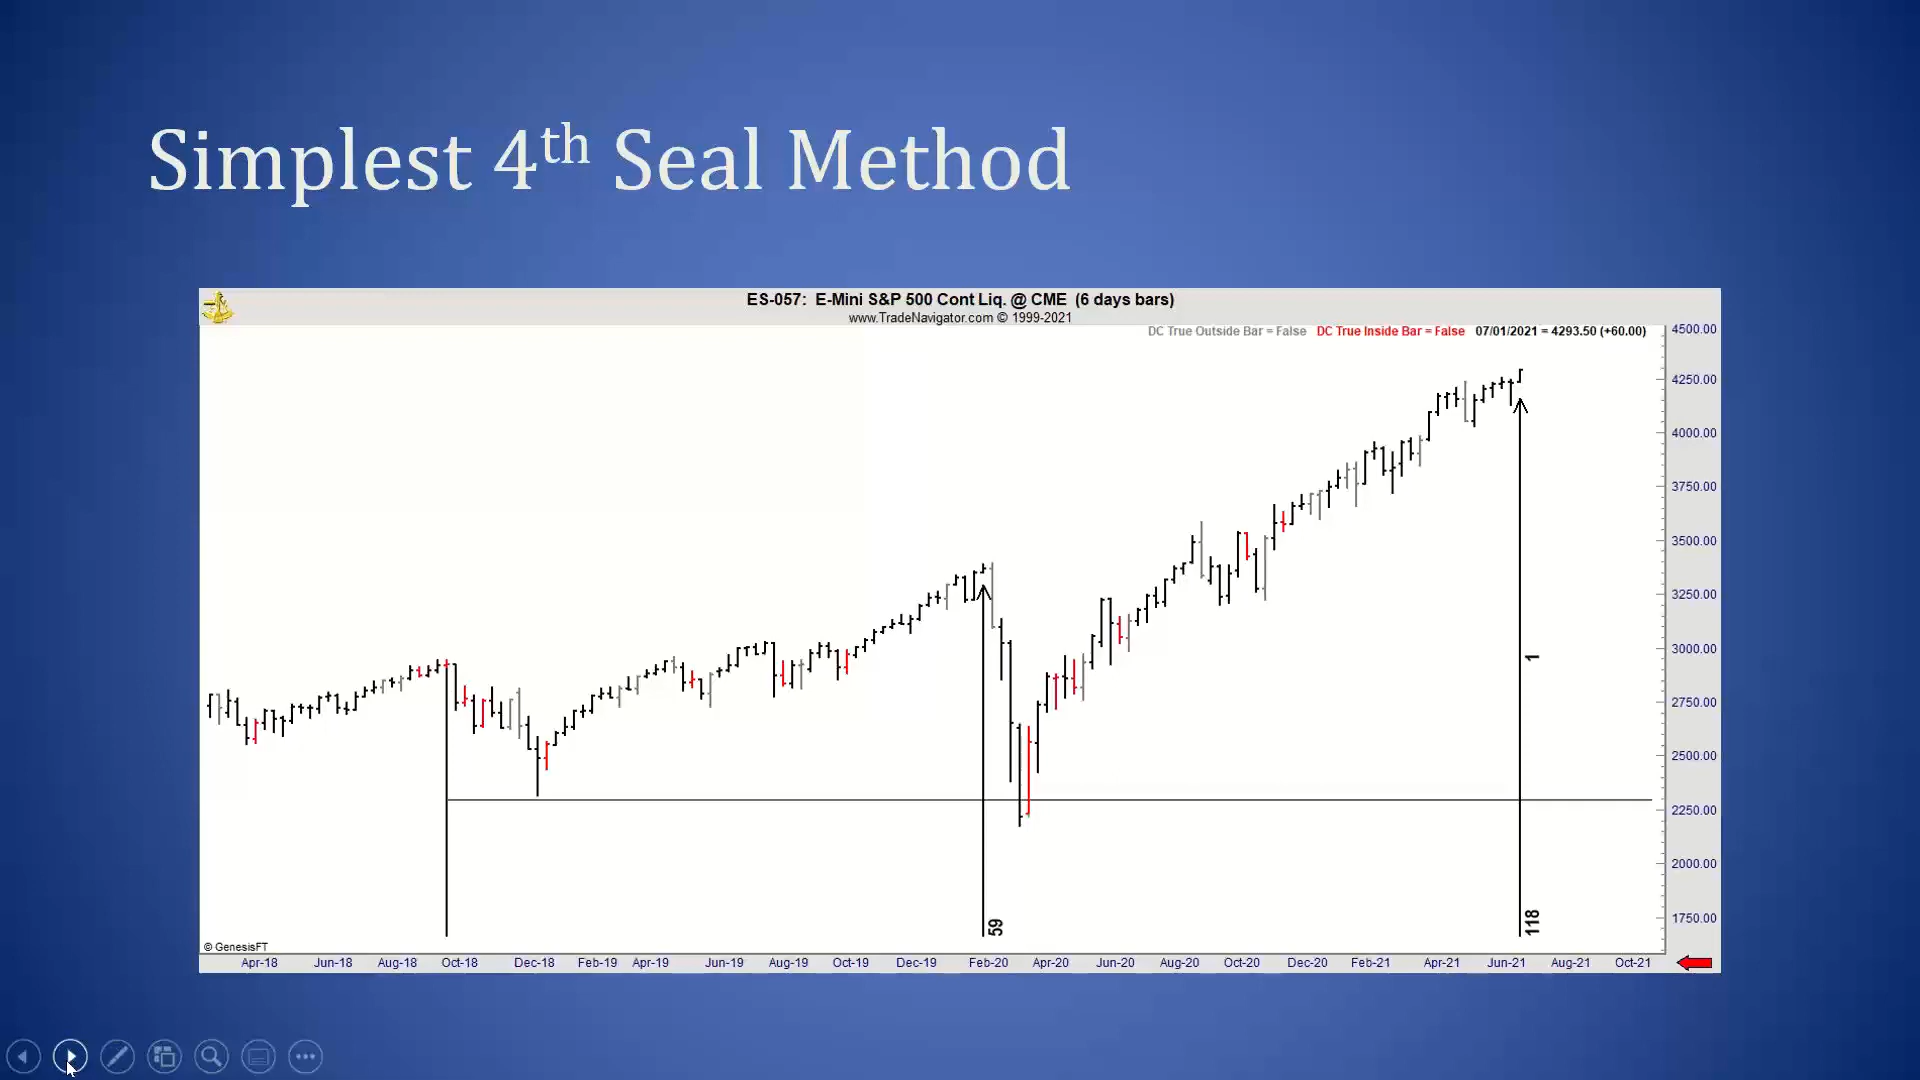 Simplest 4th Seal Method
ES-057: E-Mini S&P 500 Cont Liq. @ CME (6 days bars)
www.TradeNavigator.com © 1999-2021
DC True Outside Bar = False DC True Inside Bar = False 07/01/2021 = 4293.50 (+60.00)
4500.00
4250.00
4000.00
3750.00
3500.00
3250.00
3000.00
2750.00
2500.00
2250.00
2000.00
1750.00
1
59
118
© GenesisFT
Apr-18 Jun-18 Aug-18 Oct-18 Dec-18 Feb-19 Apr-19 Jun-19 Aug-19 Oct-19 Dec-19 Feb-20 Apr-20 Jun-20 Aug-20 Oct-20 Dec-20 Feb-21 Apr-21 Jun-21 Aug-21 Oct-21